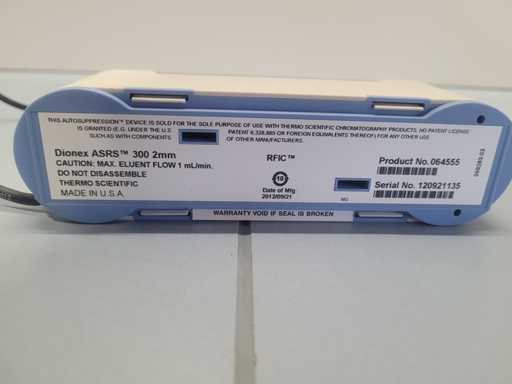 THIS AUTOSUPPRESSION™ DEVICE IS SOLD FOR THE SOLE PURPOSE OF USE WITH THERMO SCIENTIFIC CHROMATOGRAPHY PRODUCTS. NO PATENT LICENSE
IS GRANTED (E.G. UNDER THE U.S. PATENT 6,328,885 OR FOREIGN EQUIVALENTS THEREOF) FOR ANY OTHER USE
SUCH AS WITH COMPONENTS OF OTHER MANUFACTURERS.
Dionex ASRS™ 300 2mm
CAUTION: MAX. ELUENT FLOW 1 mL/min.
DO NOT DISASSEMBLE
THERMO SCIENTIFIC
MADE IN U.S.A.
RFIC™
10
Date of Mfg
2012/09/21
Product No.064555
Serial No. 120921135
WARRANTY VOID IF SEAL IS BROKEN